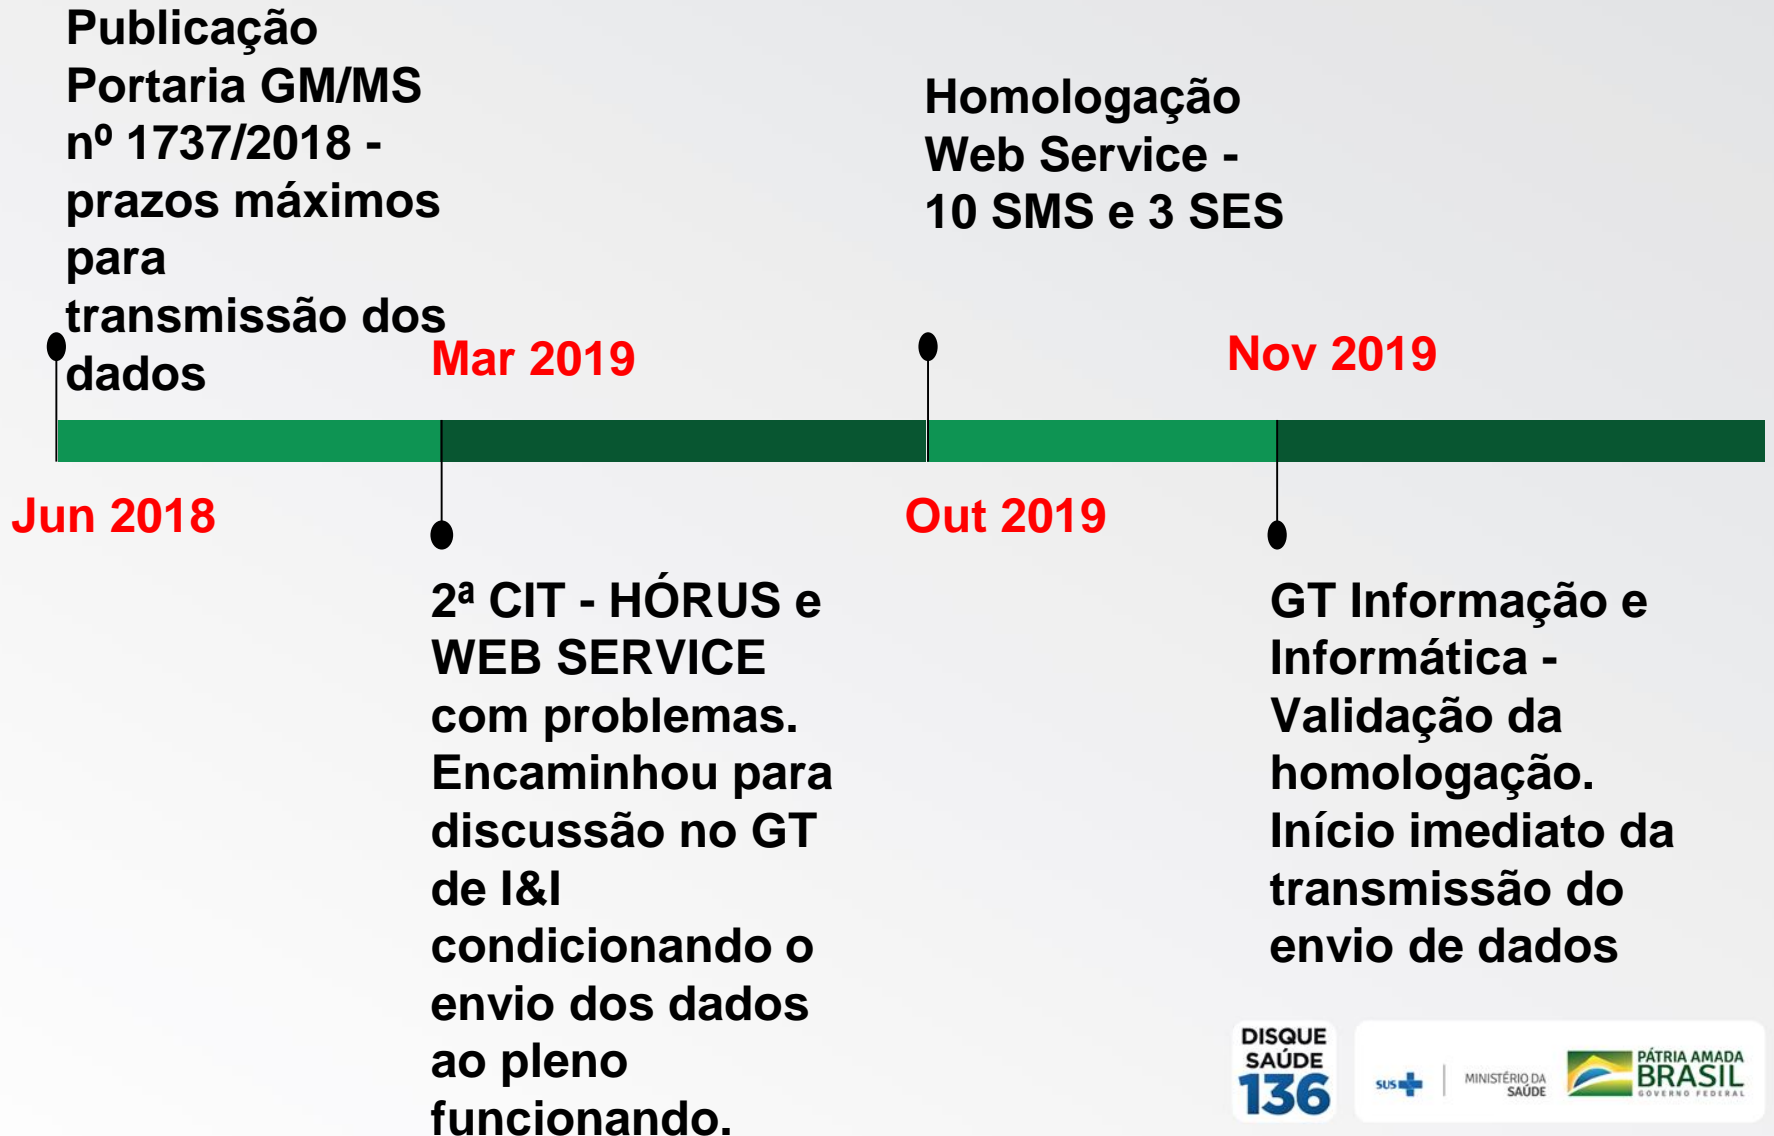 Publicação
Portaria GM/MS
nº 1737/2018 -
prazos máximos
para
transmissão dos
dados
Jun 2018
Mar 2019
2ª CIT - HÓRUS e
WEB SERVICE
com problemas.
Encaminhou para
discussão no GT
de I&I
condicionando o
envio dos dados
ao pleno
funcionando.
Homologação
Web Service -
10 SMS e 3 SES
Out 2019
Nov 2019
GT Informação e
Informática -
Validação da
homologação.
Início imediato da
transmissão do
envio de dados
DISQUE
SAÚDE
136
SUS
MINISTÉRIO DA
SAÚDE
PÁTRIA AMADA
BRASIL
GOVERNO FEDERAL